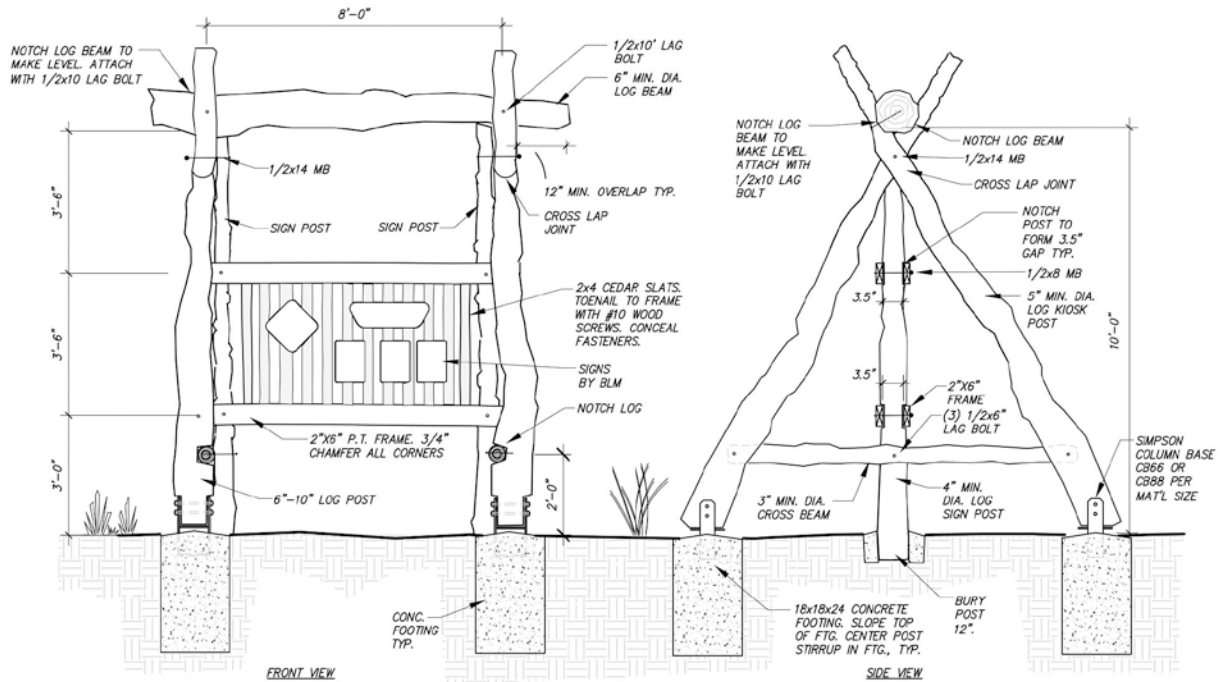 8'-0"
NOTCH LOG BEAM TO
MAKE LEVEL. ATTACH
WITH 1/2x10 LAG BOLT
1/2x10' LAG
BOLT
6" MIN. DIA.
LOG BEAM
3'-6"
1/2x14 MB
12" MIN. OVERLAP TYP.
CROSS LAP
JOINT
SIGN POST
SIGN POST
2x4 CEDAR SLATS.
TOENAIL TO FRAME
WITH #10 WOOD
SCREWS. CONCEAL
FASTENERS.
3'-6"
SIGNS
BY BLM
NOTCH LOG
2"X6" P.T. FRAME. 3/4"
CHAMFER ALL CORNERS
3'-0"
6"-10" LOG POST
2'-0"
CONC.
FOOTING
TYP.
FRONT VIEW
NOTCH LOG
BEAM TO
MAKE LEVEL.
ATTACH WITH
1/2x10 LAG
BOLT
NOTCH LOG BEAM
1/2x14 MB
CROSS LAP JOINT
NOTCH
POST TO
FORM 3.5"
GAP TYP.
1/2x8 MB
3.5"
5" MIN. DIA.
LOG KIOSK
POST
10'-0"
3.5"
2"X6"
FRAME
(3) 1/2x6"
LAG BOLT
SIMPSON
COLUMN BASE
CB66 OR
CB88 PER
MAT'L SIZE
3" MIN. DIA.
CROSS BEAM
4" MIN.
DIA. LOG
SIGN POST
18x18x24 CONCRETE
FOOTING. SLOPE TOP
OF FTG. CENTER POST
STIRRUP IN FTG., TYP.
BURY
POST
12".
SIDE VIEW